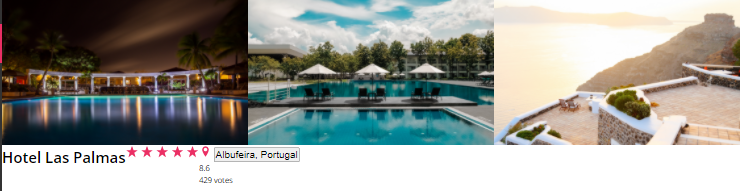 Hotel Las Palmas Albufeira, Portugal
8.6
429 votes